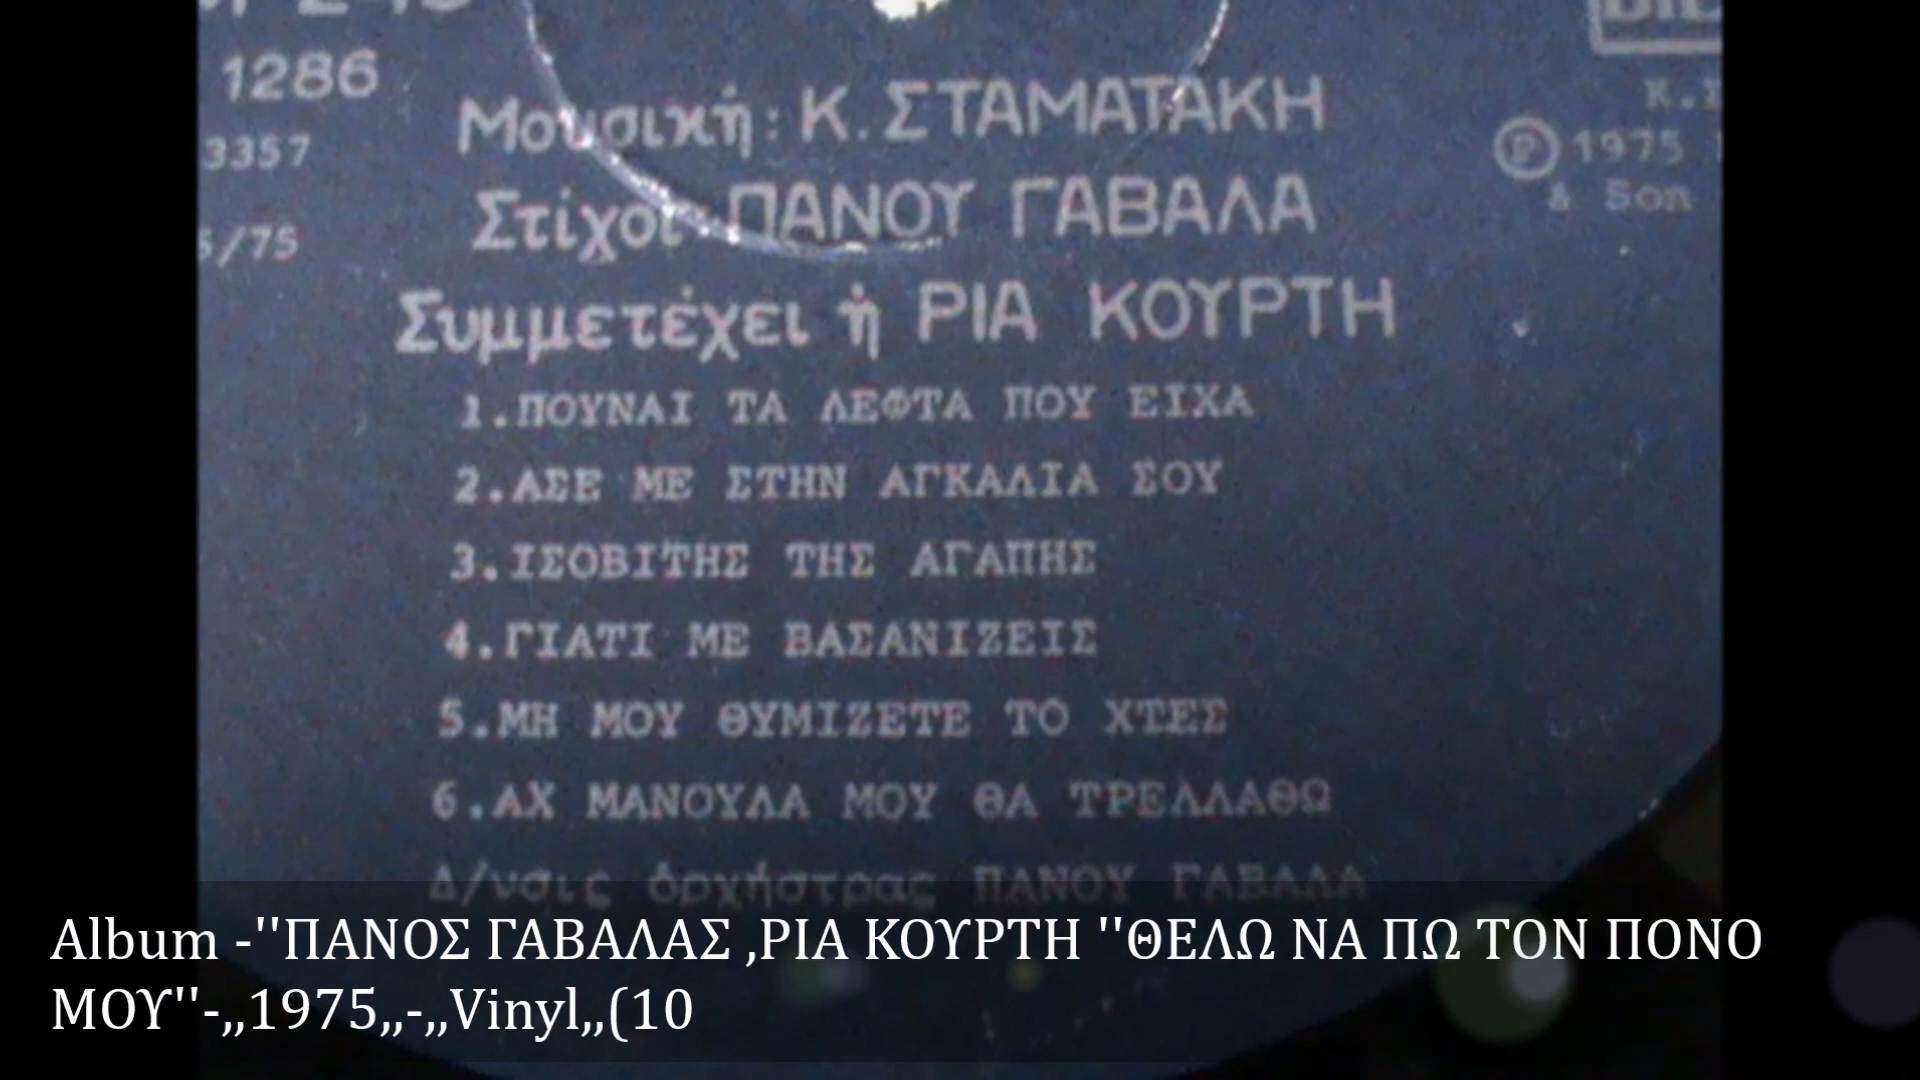 1286
3357
5/75
Μουσική: Κ. ΣΤΑΜΑΤΑΚΗ
Στίχοι ΠΑΝΟΥ ΓΑΒΑΛΑ
Συμμετέχει ἡ ΡΙΑ ΚΟΥΡΤΗ
Ⓟ 1975
& Son
1.ΠΟΥΝΑΙ ΤΑ ΛΕΦΤΑ ΠΟΥ ΕΙΧΑ
2.ΑΣΕ ΜΕ ΣΤΗΝ ΑΓΚΑΛΙΑ ΣΟΥ
3.ΙΣΟΒΙΤΗΣ ΤΗΣ ΑΓΑΠΗΣ
4.ΓΙΑΤΙ ΜΕ ΒΑΣΑΝΙΖΕΙΣ
5.ΜΗ ΜΟΥ ΘΥΜΙΖΕΤΕ ΤΟ ΧΤΕΣ
6.ΑΧ ΜΑΝΟΥΛΑ ΜΟΥ ΘΑ ΤΡΕΛΛΑΘΩ
Δ/νσις ὀρχήστρας ΠΑΝΟΥ ΓΑΒΑΛΑ
Album -''ΠΑΝΟΣ ΓΑΒΑΛΑΣ ,ΡΙΑ ΚΟΥΡΤΗ ''ΘΕΛΩ ΝΑ ΠΩ ΤΟΝ ΠΟΝΟ
ΜΟΥ''-,,1975,,-,,Vinyl,,(10